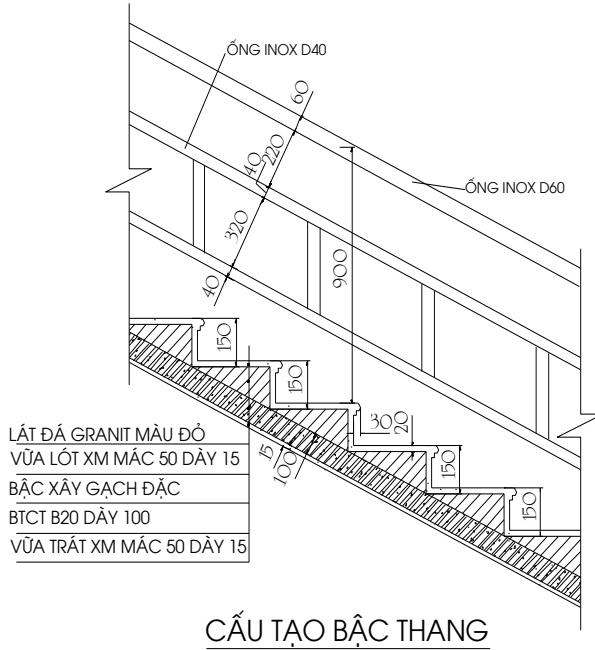 ỐNG INOX D40
60
40
220
ỐNG INOX D60
320
40
900
150
150
300
20
150
150
15
100
LÁT ĐÁ GRANIT MÀU ĐỎ
VỮA LÓT XM MÁC 50 DÀY 15
BẬC XÂY GẠCH ĐẶC
BTCT B20 DÀY 100
VỮA TRÁT XM MÁC 50 DÀY 15
CẤU TẠO BẬC THANG